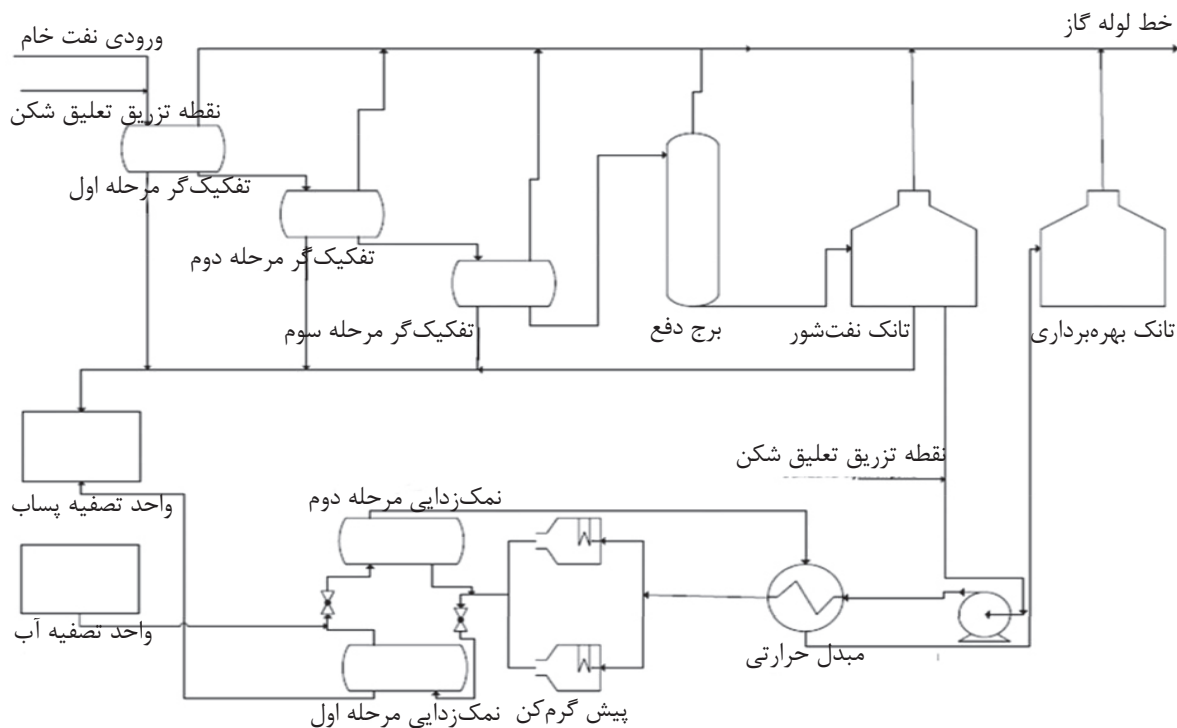 خط لوله گاز
ورودی نفت خام
نقطه تزریق تعلیق شکن
تفکیک‌گر مرحله اول
تفکیک‌گر مرحله دوم
تفکیک‌گر مرحله سوم
برج دفع
تانک نفت‌شور
تانک بهره‌برداری
نقطه تزریق تعلیق شکن
واحد تصفیه پساب
نمک‌زدایی مرحله دوم
واحد تصفیه آب
مبدل حرارتی
پیش گرم‌کن
نمک‌زدایی مرحله اول